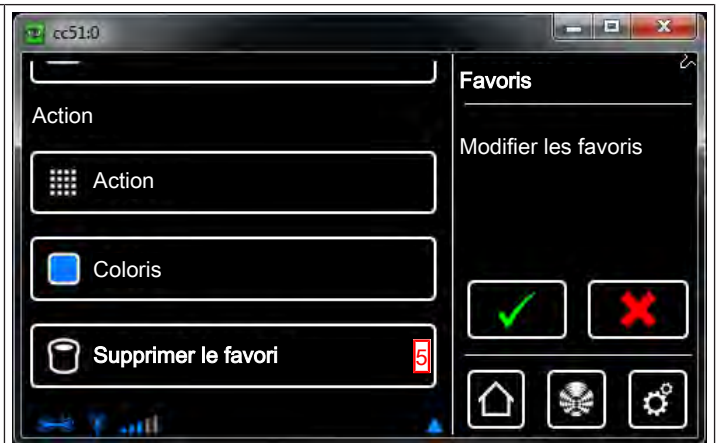 cc51:0
Favoris
Action
Modifier les favoris
Action
Coloris
Supprimer le favori 5